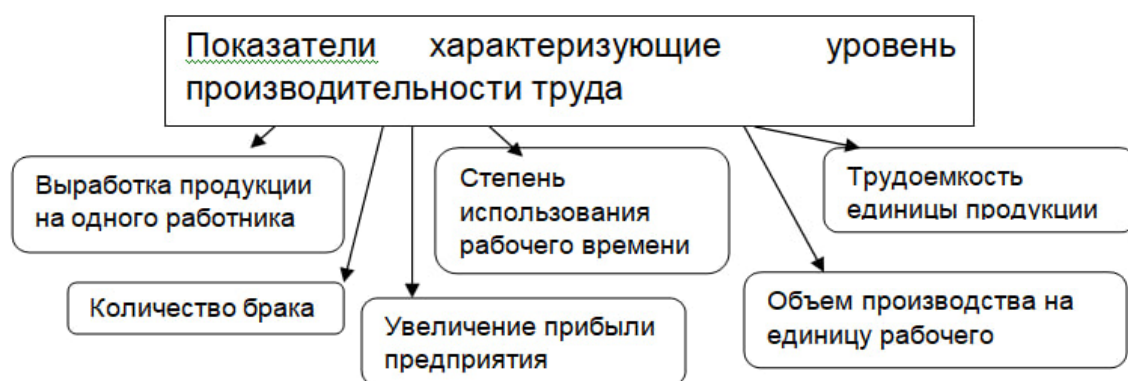 Показатели характеризующие уровень
производительности труда
Выработка продукции
на одного работника
Степень
использования
рабочего времени
Трудоемкость
единицы продукции
Количество брака
Увеличение прибыли
предприятия
Объем производства на
единицу рабочего